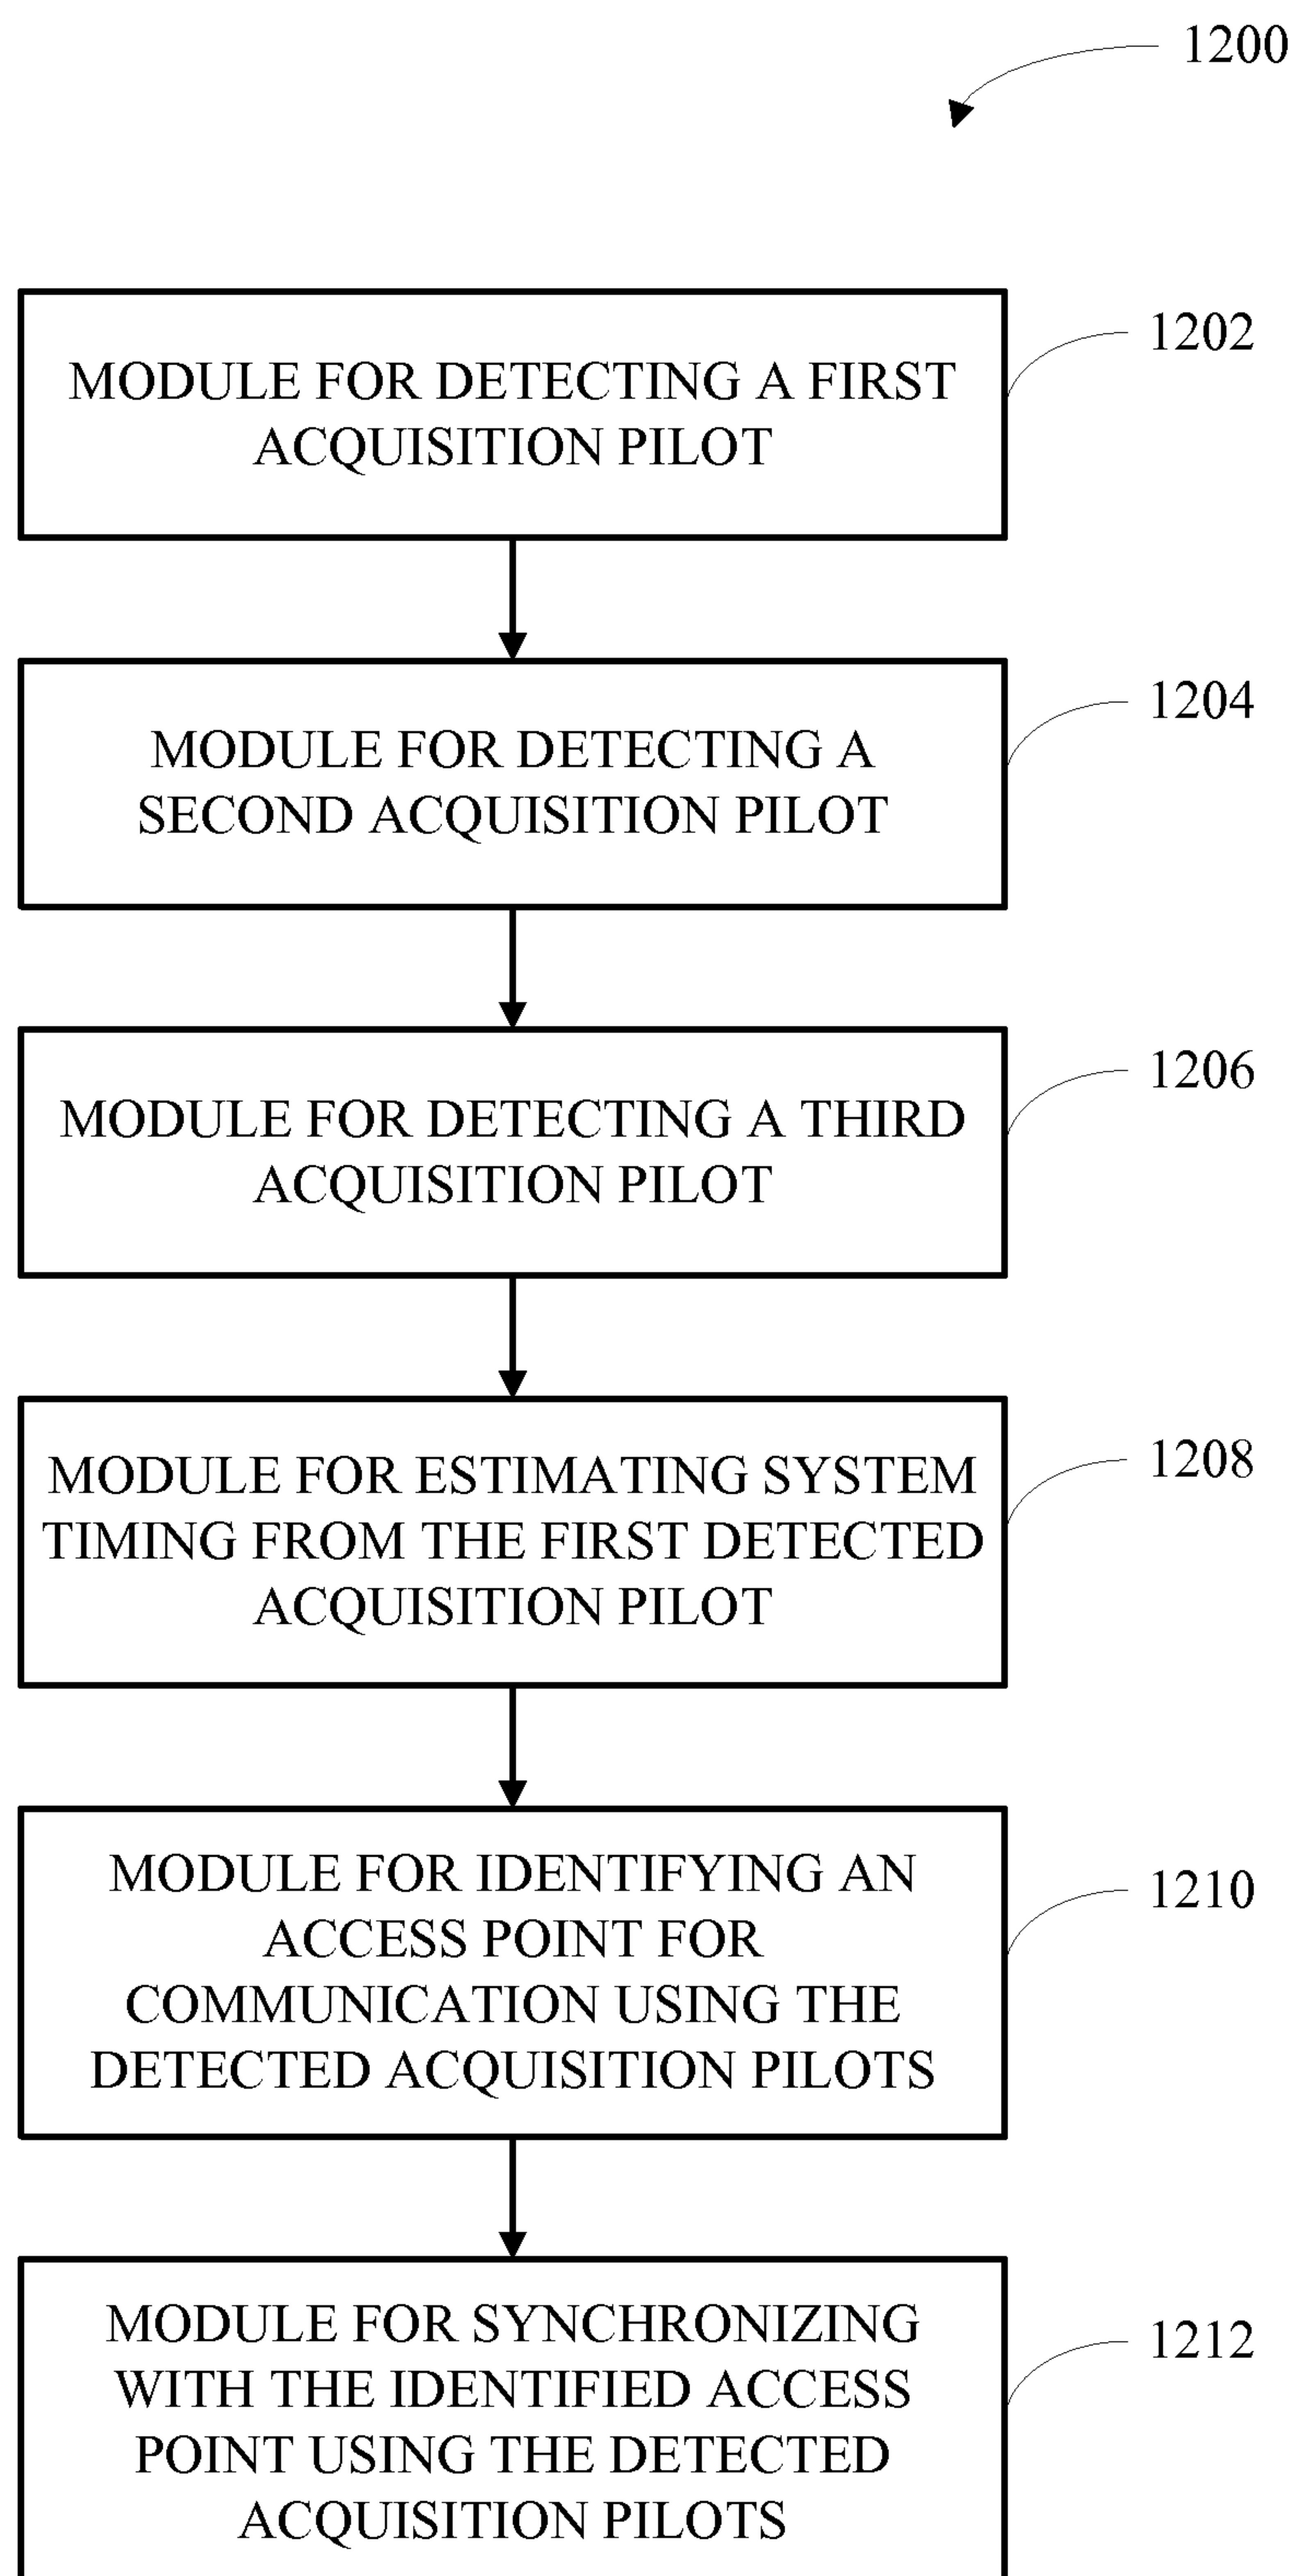 1200
MODULE FOR DETECTING A FIRST
ACQUISITION PILOT
1202
MODULE FOR DETECTING A
SECOND ACQUISITION PILOT
1204
MODULE FOR DETECTING A THIRD
ACQUISITION PILOT
1206
MODULE FOR ESTIMATING SYSTEM
TIMING FROM THE FIRST DETECTED
ACQUISITION PILOT
1208
MODULE FOR IDENTIFYING AN
ACCESS POINT FOR
COMMUNICATION USING THE
DETECTED ACQUISITION PILOTS
1210
MODULE FOR SYNCHRONIZING
WITH THE IDENTIFIED ACCESS
POINT USING THE DETECTED
ACQUISITION PILOTS
1212